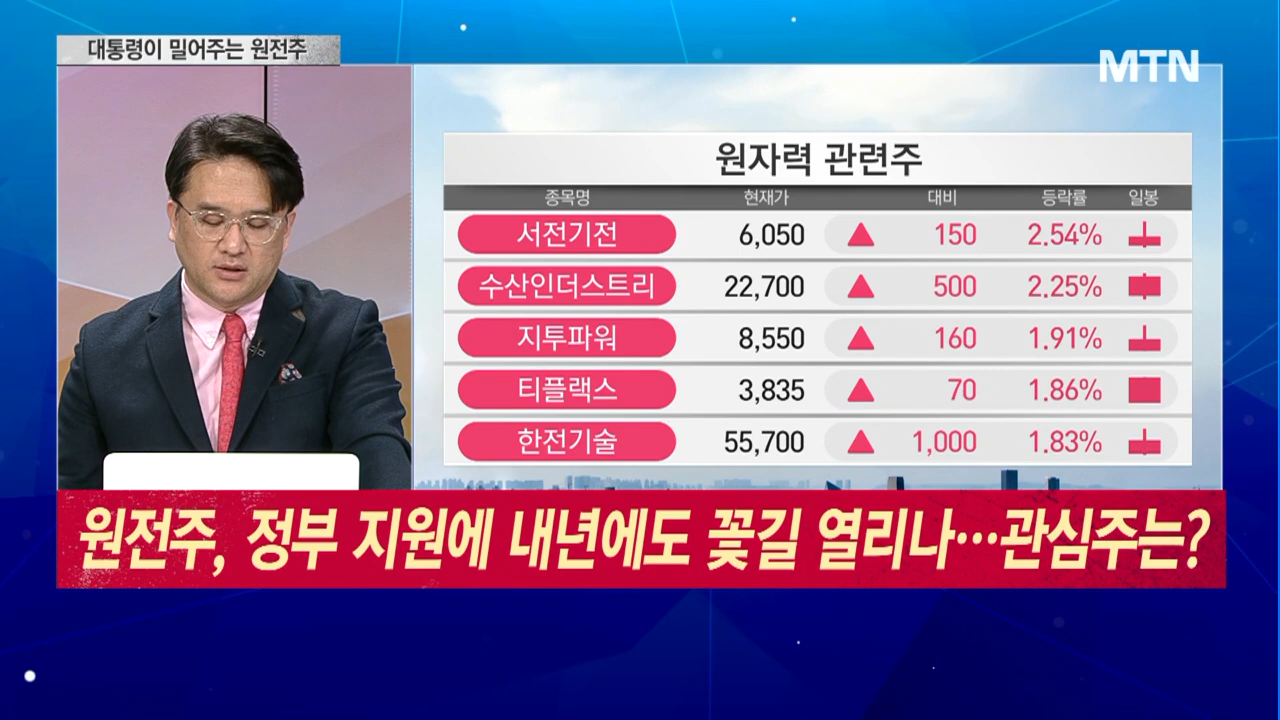 대통령이 밀어주는 원전주
MTN
원자력 관련주
종목명 현재가 대비 등락률 일봉
서전기전 6,050 ▲ 150 2.54%
수산인더스트리 22,700 ▲ 500 2.25%
지투파워 8,550 ▲ 160 1.91%
티플랙스 3,835 ▲ 70 1.86%
한전기술 55,700 ▲ 1,000 1.83%
원전주, 정부 지원에 내년에도 꽃길 열리나…관심주는?